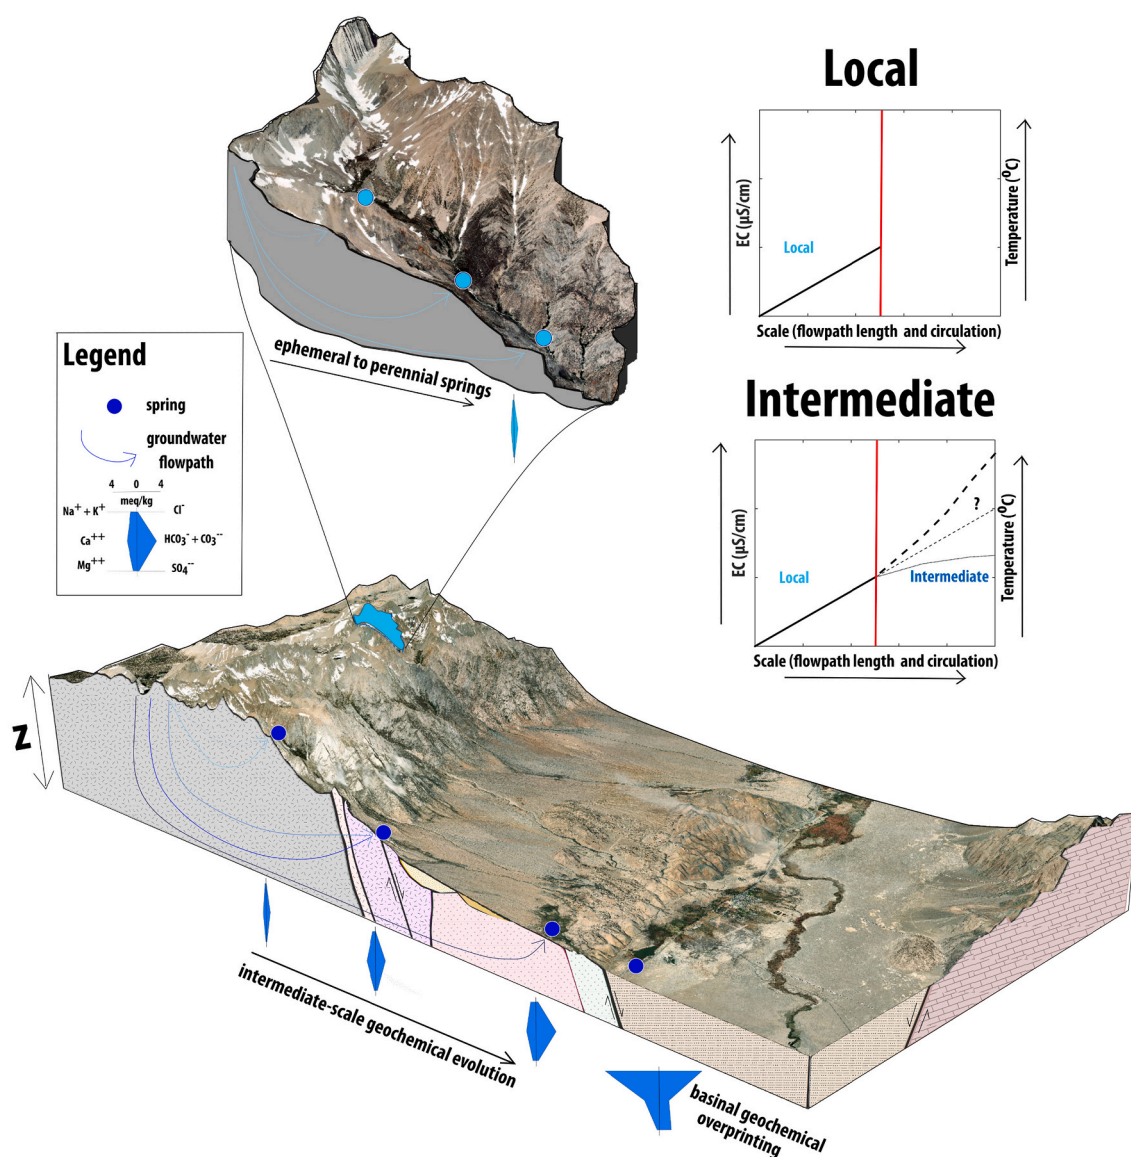 Local
EC (µS/cm)
Local
Temperature (⁰C)
Scale (flowpath length and circulation)
ephemeral to perennial springs
Legend
spring
groundwater
flowpath
4 0 4
meq/kg
Na⁺ + K⁺ Cl⁻
Ca⁺⁺ HCO₃⁻ + CO₃⁻⁻
Mg⁺⁺ SO₄⁻⁻
Intermediate
EC (µS/cm)
?
Local
Intermediate
Temperature (⁰C)
Scale (flowpath length and circulation)
Z
intermediate-scale geochemical evolution
basinal geochemical
overprinting